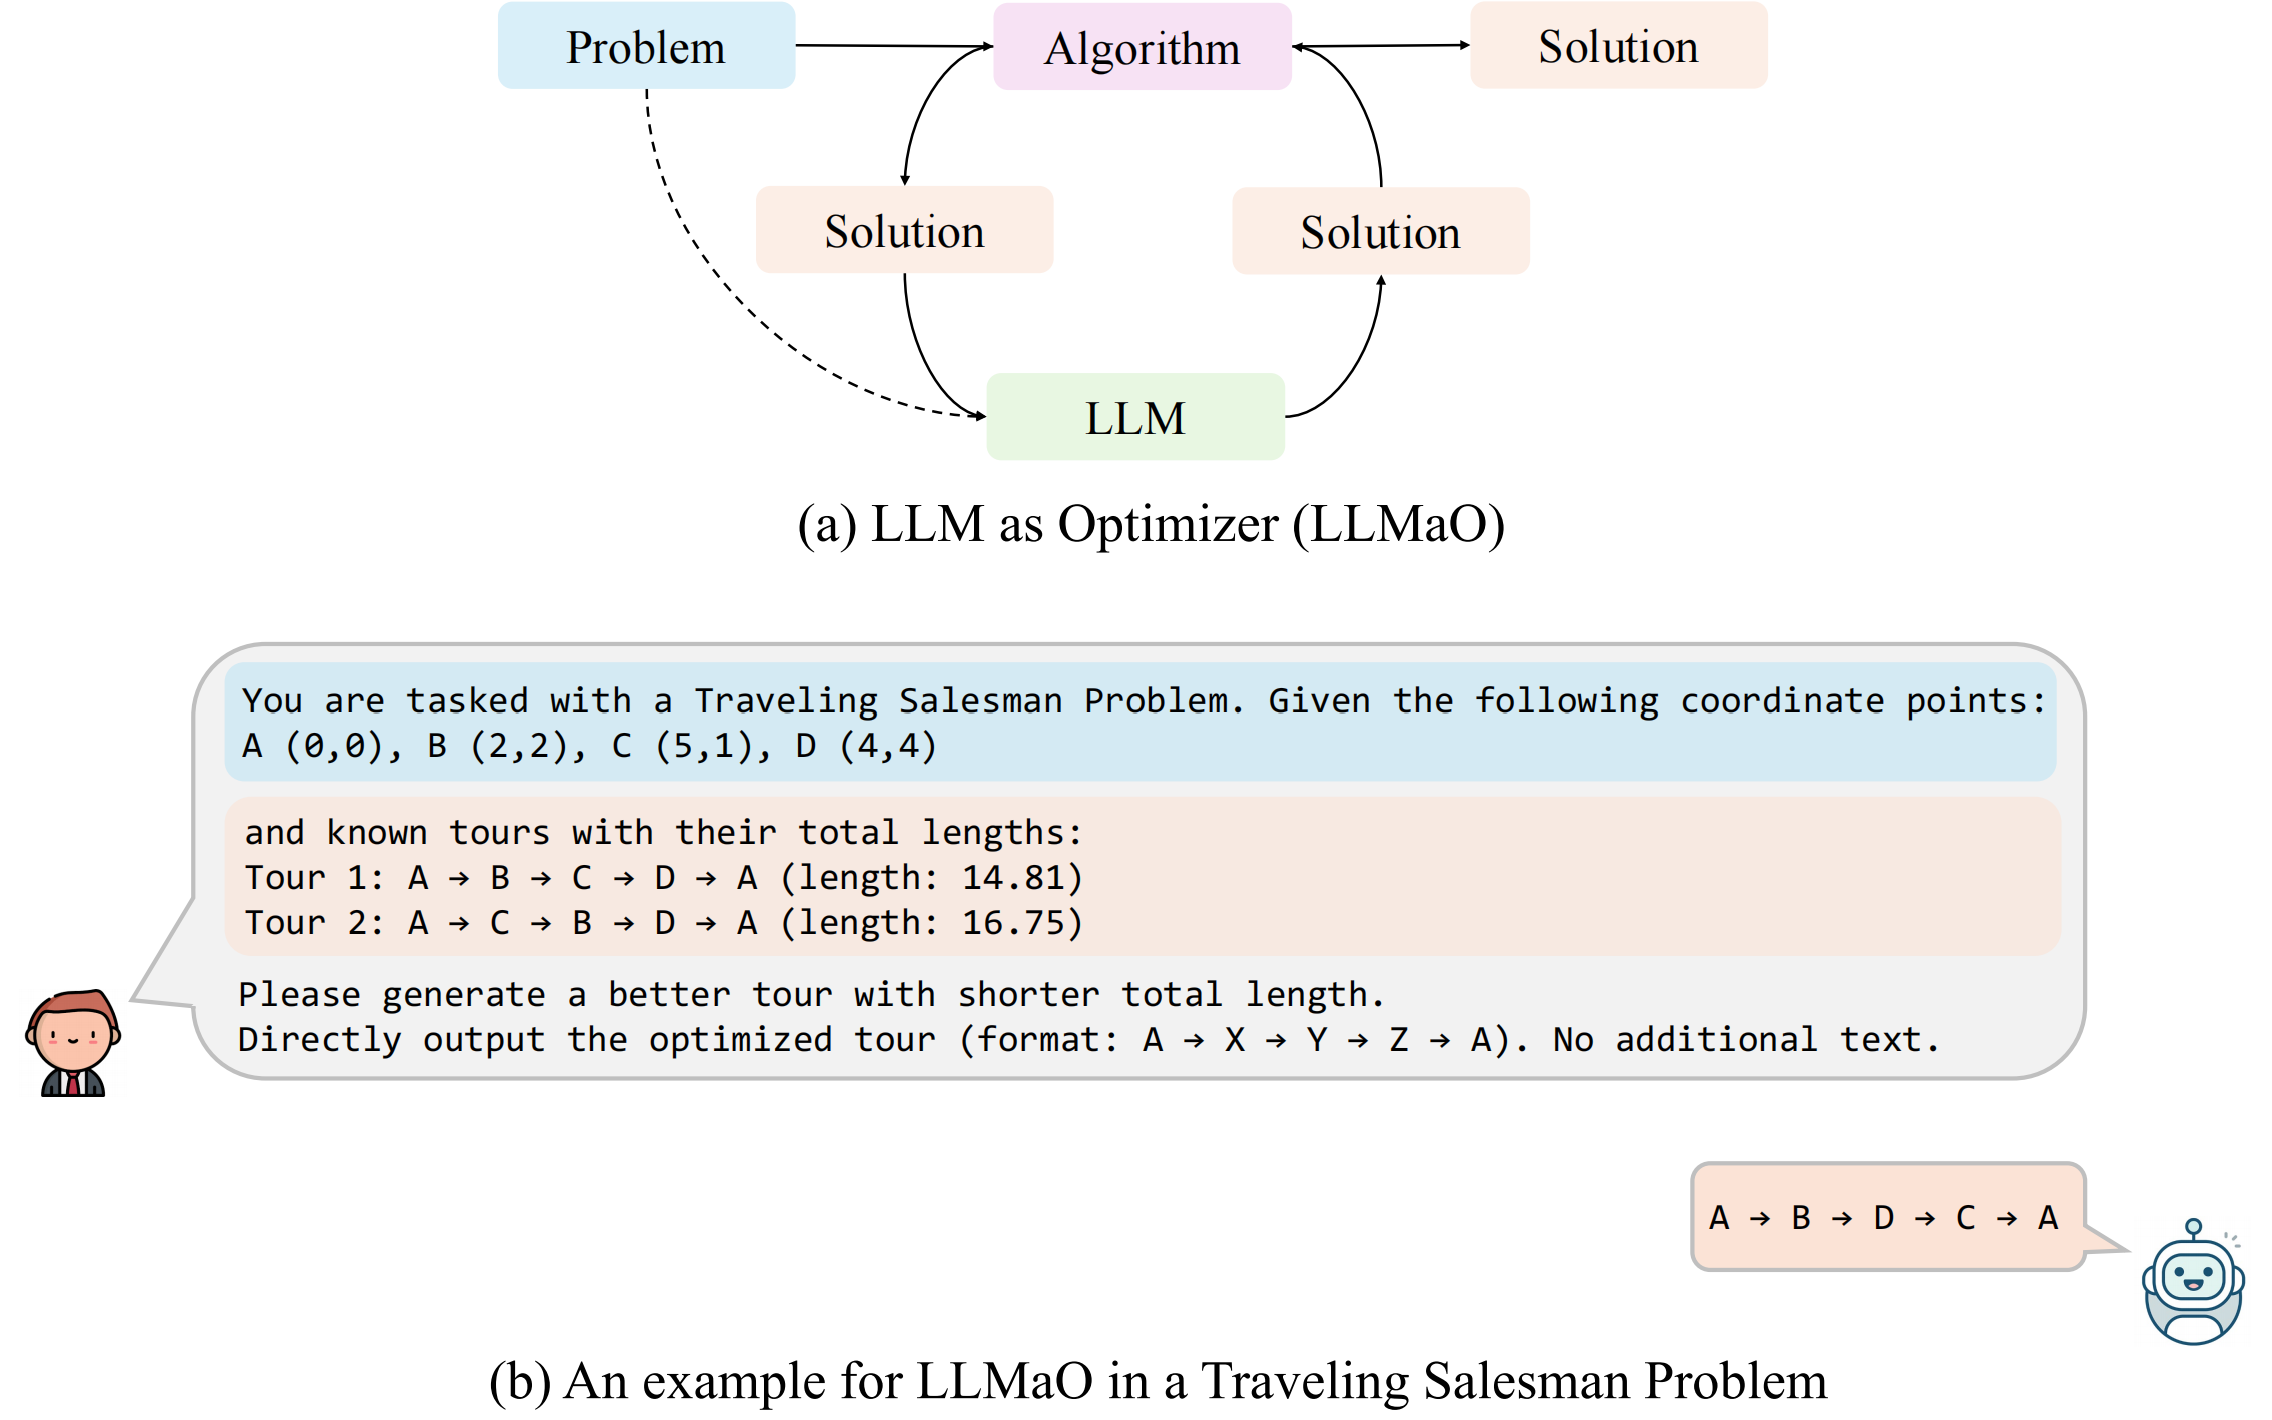 Problem
Algorithm
Solution
Solution
Solution
LLM
(a) LLM as Optimizer (LLMaO)
You are tasked with a Traveling Salesman Problem. Given the following coordinate points:
A (0,0), B (2,2), C (5,1), D (4,4)
and known tours with their total lengths:
Tour 1: A → B → C → D → A (length: 14.81)
Tour 2: A → C → B → D → A (length: 16.75)
Please generate a better tour with shorter total length.
Directly output the optimized tour (format: A → X → Y → Z → A). No additional text.
A → B → D → C → A
(b) An example for LLMaO in a Traveling Salesman Problem